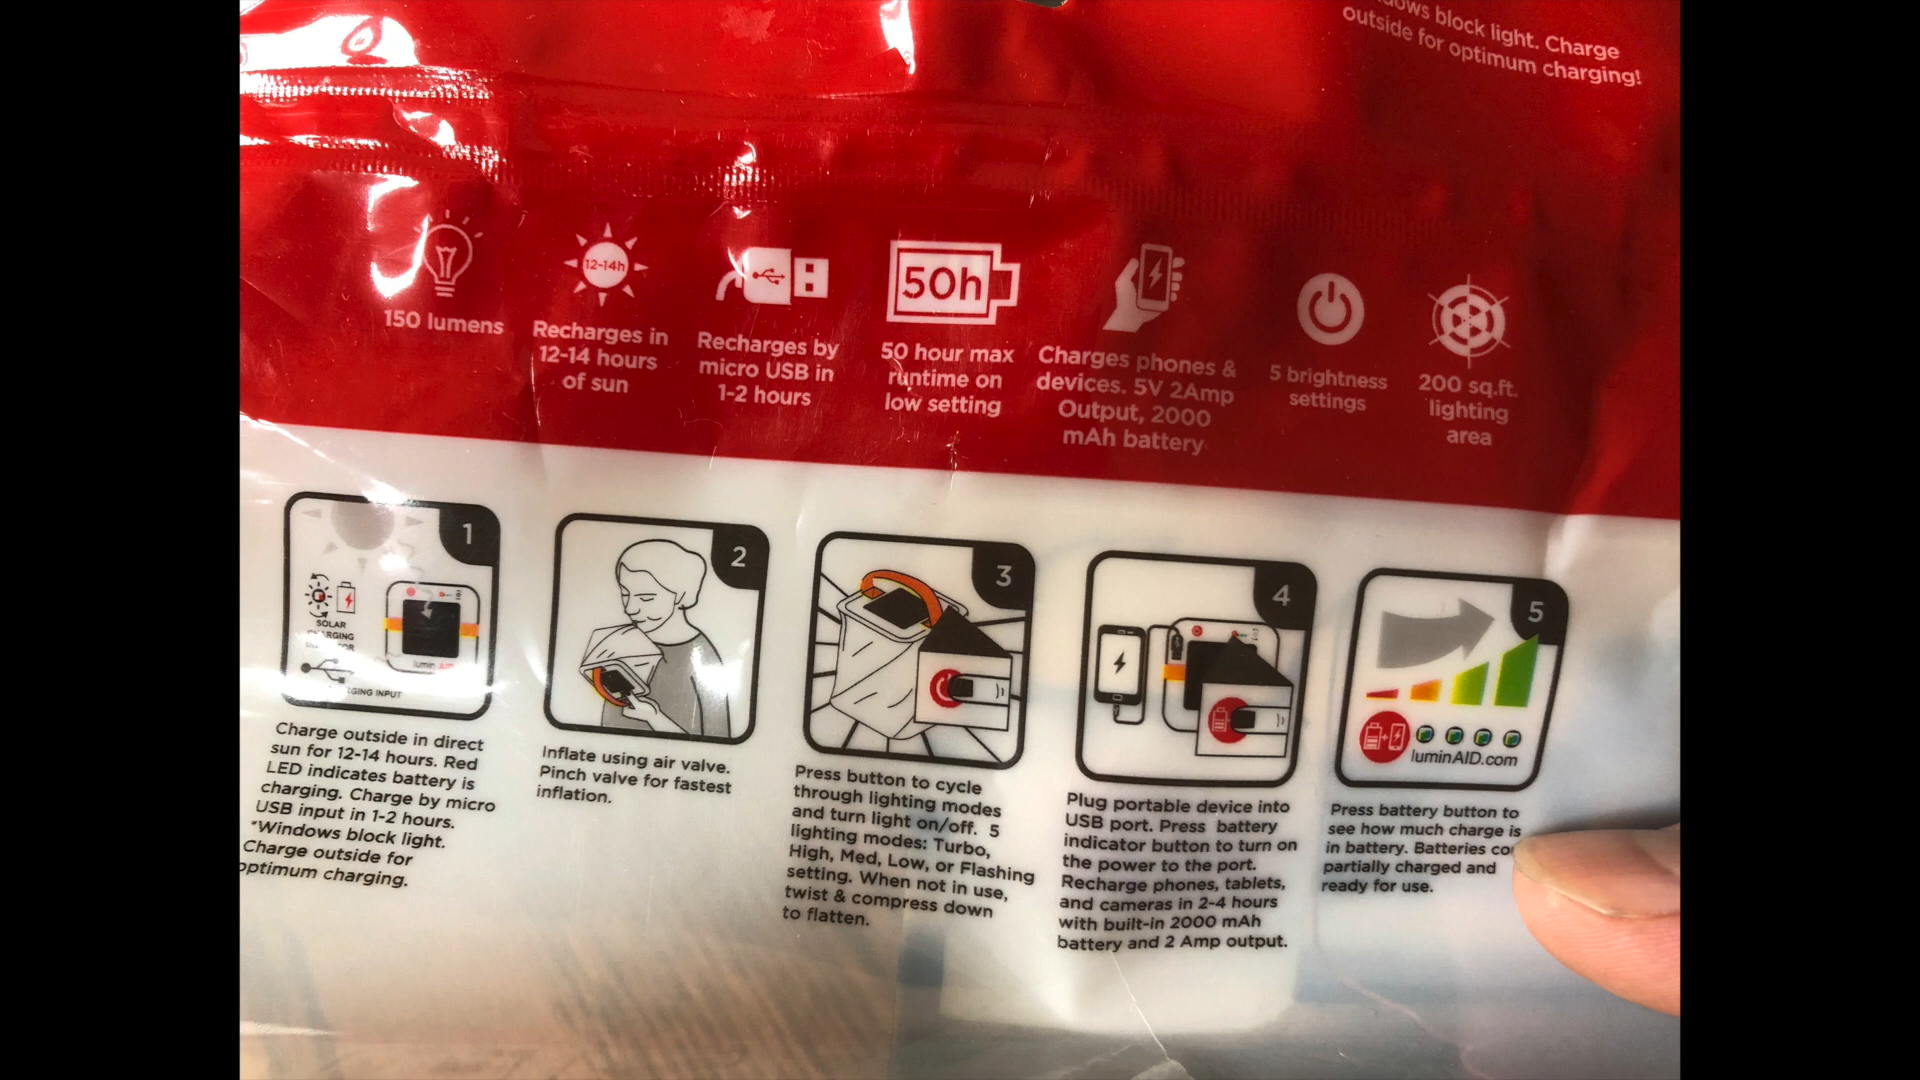 block light. Charge
outside for optimum charging!
150 lumens
12-14h
Recharges in
12-14 hours
of sun
Recharges by
micro USB in
1-2 hours
50h
50 hour max
runtime on
low setting
Charges phones &
devices. 5V 2Amp
Output, 2000
mAh battery
5 brightness
settings
200 sq.ft.
lighting
area
1
SOLAR
INPUT
lumin AID
Charge outside in direct
sun for 12-14 hours. Red
LED indicates battery is
charging. Charge by micro
USB input in 1-2 hours.
*Windows block light.
Charge outside for
optimum charging.
2
Inflate using air valve.
Pinch valve for fastest
inflation.
3
Press button to cycle
through lighting modes
and turn light on/off. 5
lighting modes: Turbo,
High, Med, Low, or Flashing
setting. When not in use,
twist & compress down
to flatten.
4
Plug portable device into
USB port. Press battery
indicator button to turn on
the power to the port.
Recharge phones, tablets,
and cameras in 2-4 hours
with built-in 2000 mAh
battery and 2 Amp output.
5
luminAID.com
Press battery button to
see how much charge is
in battery. Batteries
partially charged and
ready for use.